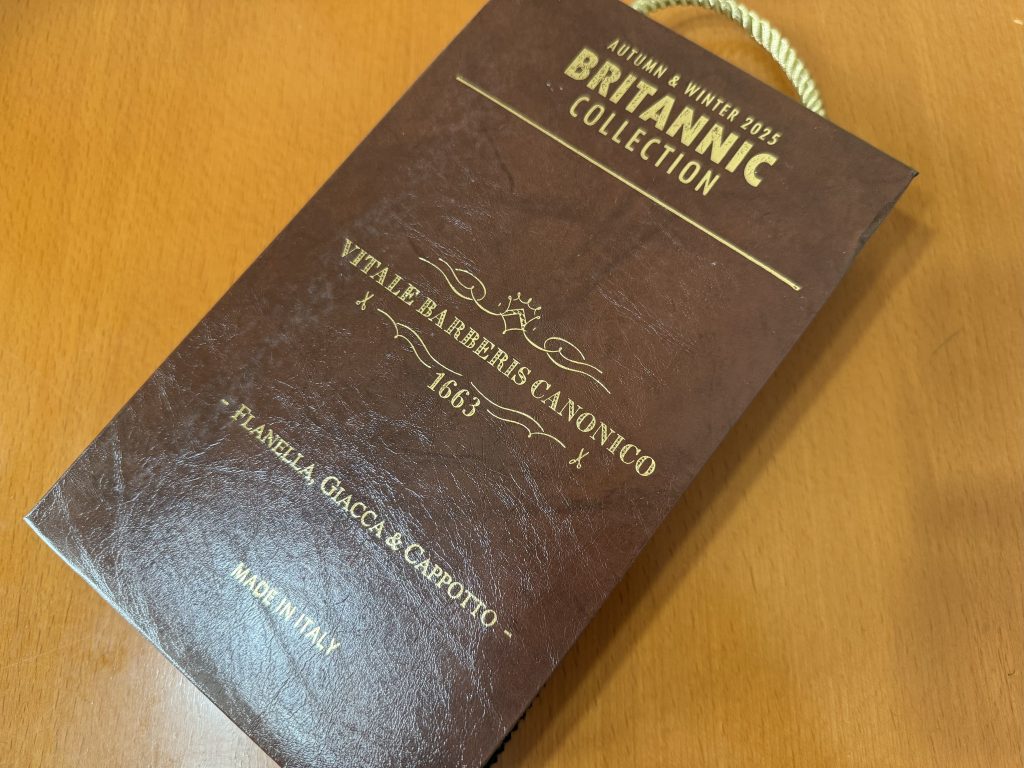 AUTUMN & WINTER 2025
BRITANNIC
COLLECTION
VITALE BARBERIS CANONICO
1663
- FLANELLA, GIACCA & CAPPOTTO -
MADE IN ITALY